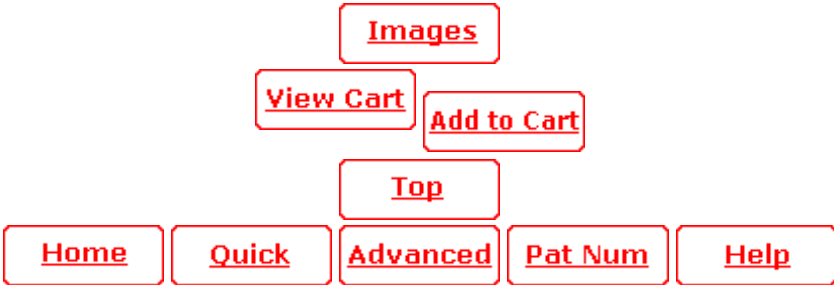 Images
View Cart
Add to Cart
Top
Home Quick Advanced Pat Num Help